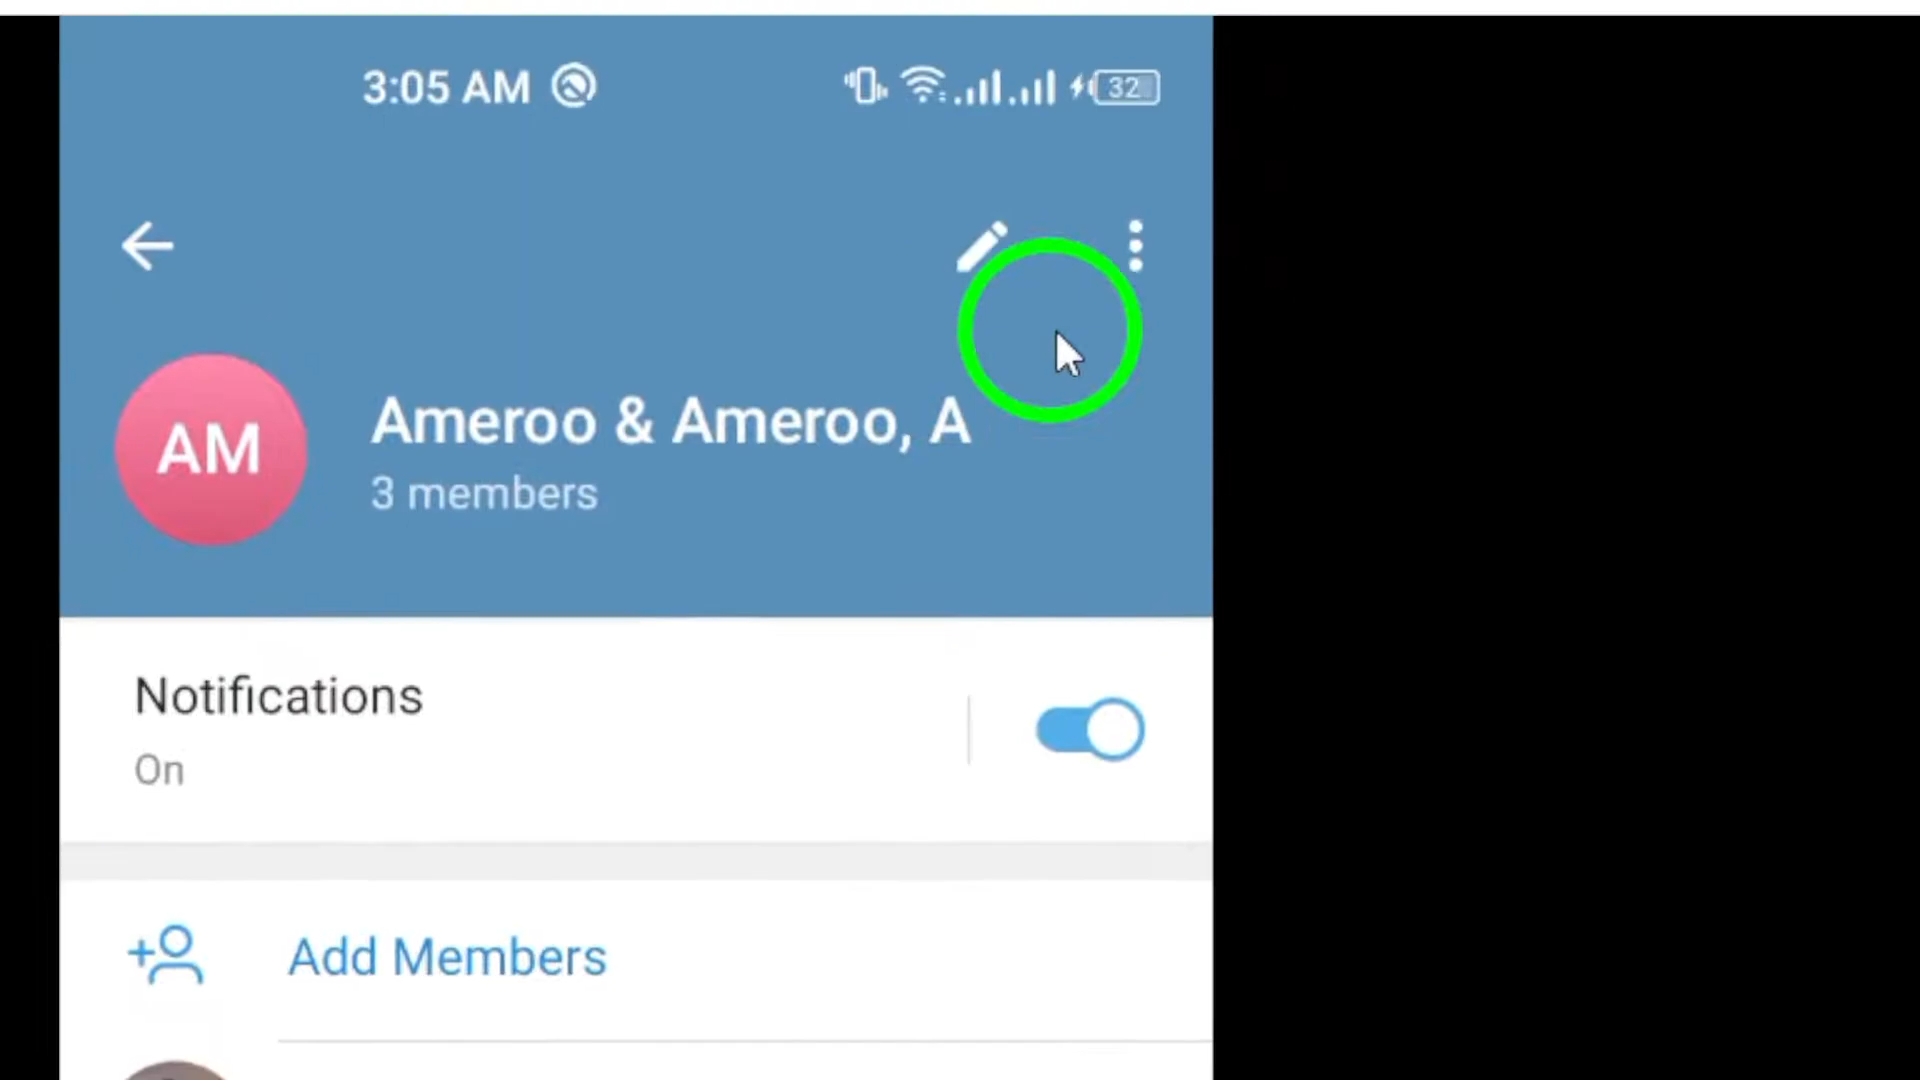 3:05 AM
32
AM
Ameroo & Ameroo, A
3 members
Notifications
On
Add Members